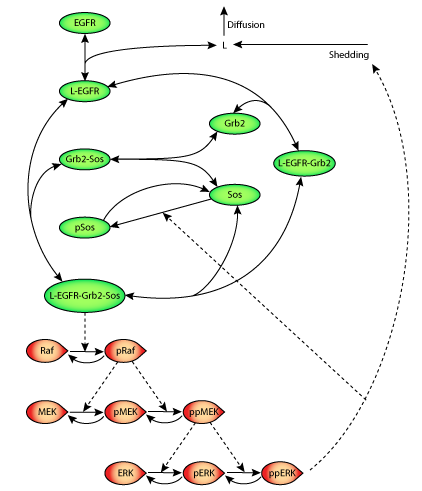 EGFR
Diffusion
L
Shedding
L-EGFR
Grb2
Grb2-Sos
L-EGFR-Grb2
Sos
pSos
L-EGFR-Grb2-Sos
Raf
pRaf
MEK
pMEK
ppMEK
ERK
pERK
ppERK